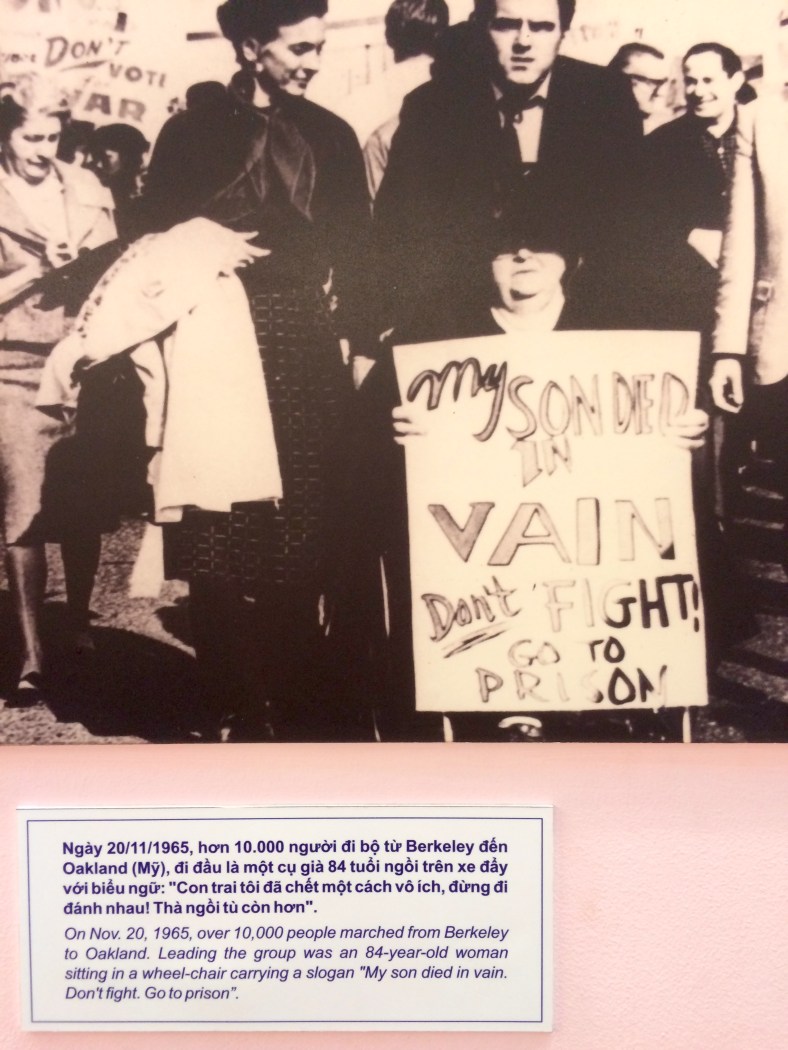 DON'T
VOTE
WAR
My SON DIED
IN
VAIN
Don't FIGHT!
GO TO
PRISON
Ngày 20/11/1965, hơn 10.000 người đi bộ từ Berkeley đến
Oakland (Mỹ), đi đầu là một cụ già 84 tuổi ngồi trên xe đẩy
với biểu ngữ: "Con trai tôi đã chết một cách vô ích, đừng đi
đánh nhau! Thà ngồi tù còn hơn".
On Nov. 20, 1965, over 10,000 people marched from Berkeley
to Oakland. Leading the group was an 84-year-old woman
sitting in a wheel-chair carrying a slogan "My son died in vain.
Don't fight. Go to prison".